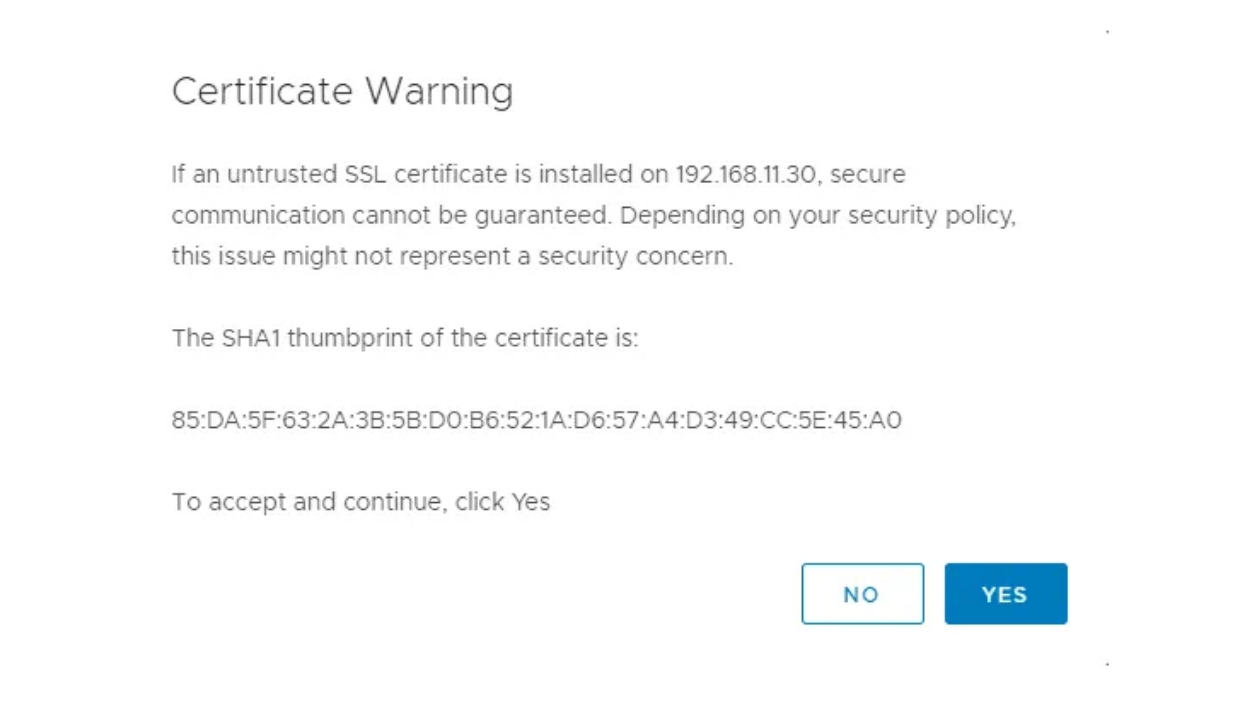 Certificate Warning
If an untrusted SSL certificate is installed on 192.168.11.30, secure
communication cannot be guaranteed. Depending on your security policy,
this issue might not represent a security concern.
The SHA1 thumbprint of the certificate is:
85:DA:5F:63:2A:3B:5B:D0:B6:52:1A:D6:57:A4:D3:49:CC:5E:45:A0
To accept and continue, click Yes
NO YES